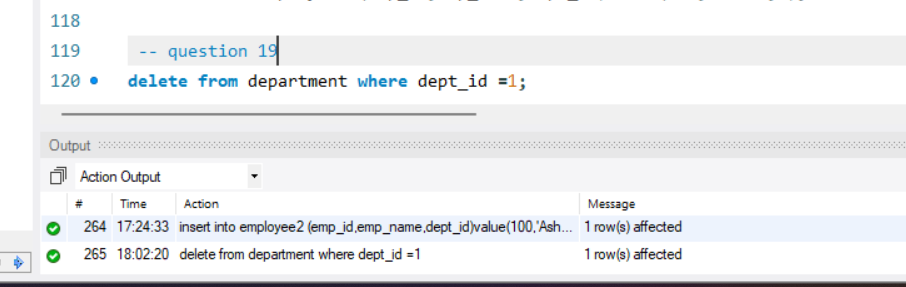 118
119 -- question 19
120 delete from department where dept_id =1;
Output
Action Output
# Time Action Message
264 17:24:33 insert into employee2 (emp_id,emp_name,dept_id)value(100,'Ash... 1 row(s) affected
265 18:02:20 delete from department where dept_id =1 1 row(s) affected